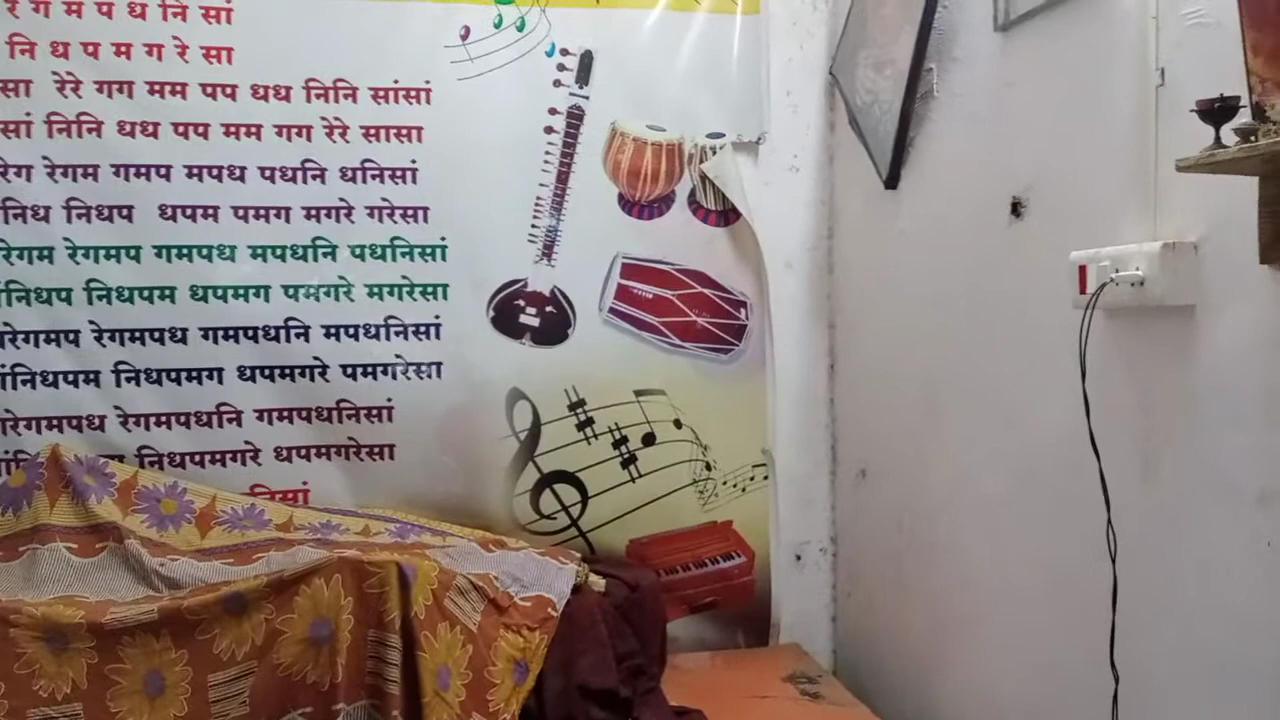 रे ग म प ध नि सां
नि ध प म ग रे सा
सा रेरे गग मम पप धध निनि सांसां
सां निनि धध पप मम गग रेरे सासा
रेग रेगम गमप मपध पधनि धनिसां
निध निधप धपम पमग मगरे गरेसा
रेगम रेगमप गमपध मपधनि पधनिसां
निधप निधपम धपमग पमगरे मगरेसा
रेगमप रेगमपध गमपधनि मपधनिसां
निधपम निधपमग धपमगरे पमगरेसा
रेगमपध रेगमपधनि गमपधनिसां
निधपमगरे धपमगरेसा
निसां